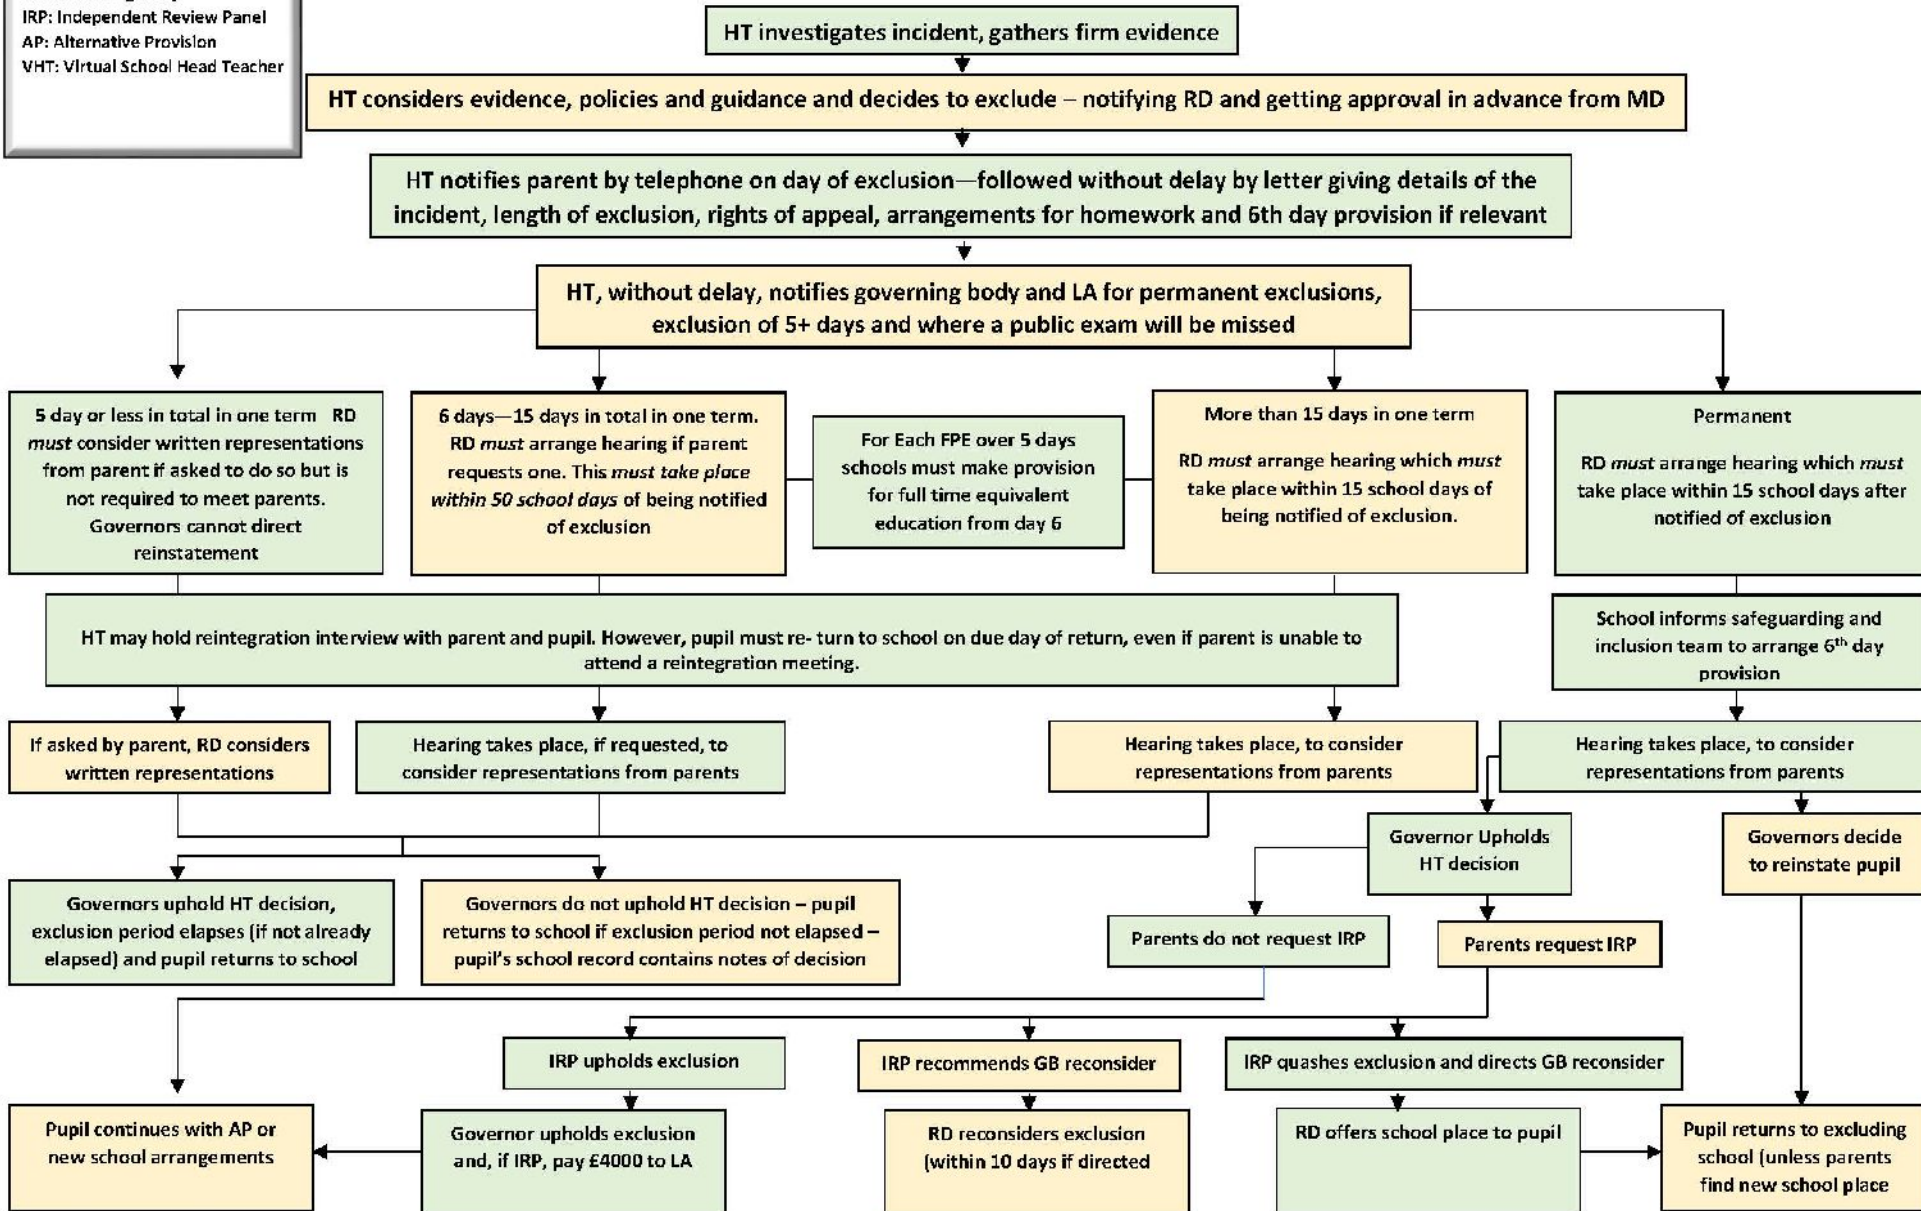 IRP: Independent Review Panel
AP: Alternative Provision
VHT: Virtual School Head Teacher
HT investigates incident, gathers firm evidence
HT considers evidence, policies and guidance and decides to exclude – notifying RD and getting approval in advance from MD
HT notifies parent by telephone on day of exclusion—followed without delay by letter giving details of the
incident, length of exclusion, rights of appeal, arrangements for homework and 6th day provision if relevant
HT, without delay, notifies governing body and LA for permanent exclusions,
exclusion of 5+ days and where a public exam will be missed
5 day or less in total in one term RD
must consider written representations
from parent if asked to do so but is
not required to meet parents.
Governors cannot direct
reinstatement
6 days—15 days in total in one term.
RD must arrange hearing if parent
requests one. This must take place
within 50 school days of being notified
of exclusion
For Each FPE over 5 days
schools must make provision
for full time equivalent
education from day 6
More than 15 days in one term
RD must arrange hearing which must
take place within 15 school days of
being notified of exclusion.
Permanent
RD must arrange hearing which must
take place within 15 school days after
notified of exclusion
HT may hold reintegration interview with parent and pupil. However, pupil must re- turn to school on due day of return, even if parent is unable to
attend a reintegration meeting.
School informs safeguarding and
inclusion team to arrange 6th day
provision
If asked by parent, RD considers
written representations
Hearing takes place, if requested, to
consider representations from parents
Hearing takes place, to consider
representations from parents
Hearing takes place, to consider
representations from parents
Governor Upholds
HT decision
Governors decide
to reinstate pupil
Governors uphold HT decision,
exclusion period elapses (if not already
elapsed) and pupil returns to school
Governors do not uphold HT decision – pupil
returns to school if exclusion period not elapsed –
pupil's school record contains notes of decision
Parents do not request IRP
Parents request IRP
IRP upholds exclusion
IRP recommends GB reconsider
IRP quashes exclusion and directs GB reconsider
Pupil continues with AP or
new school arrangements
Governor upholds exclusion
and, if IRP, pay £4000 to LA
RD reconsiders exclusion
(within 10 days if directed
RD offers school place to pupil
Pupil returns to excluding
school (unless parents
find new school place